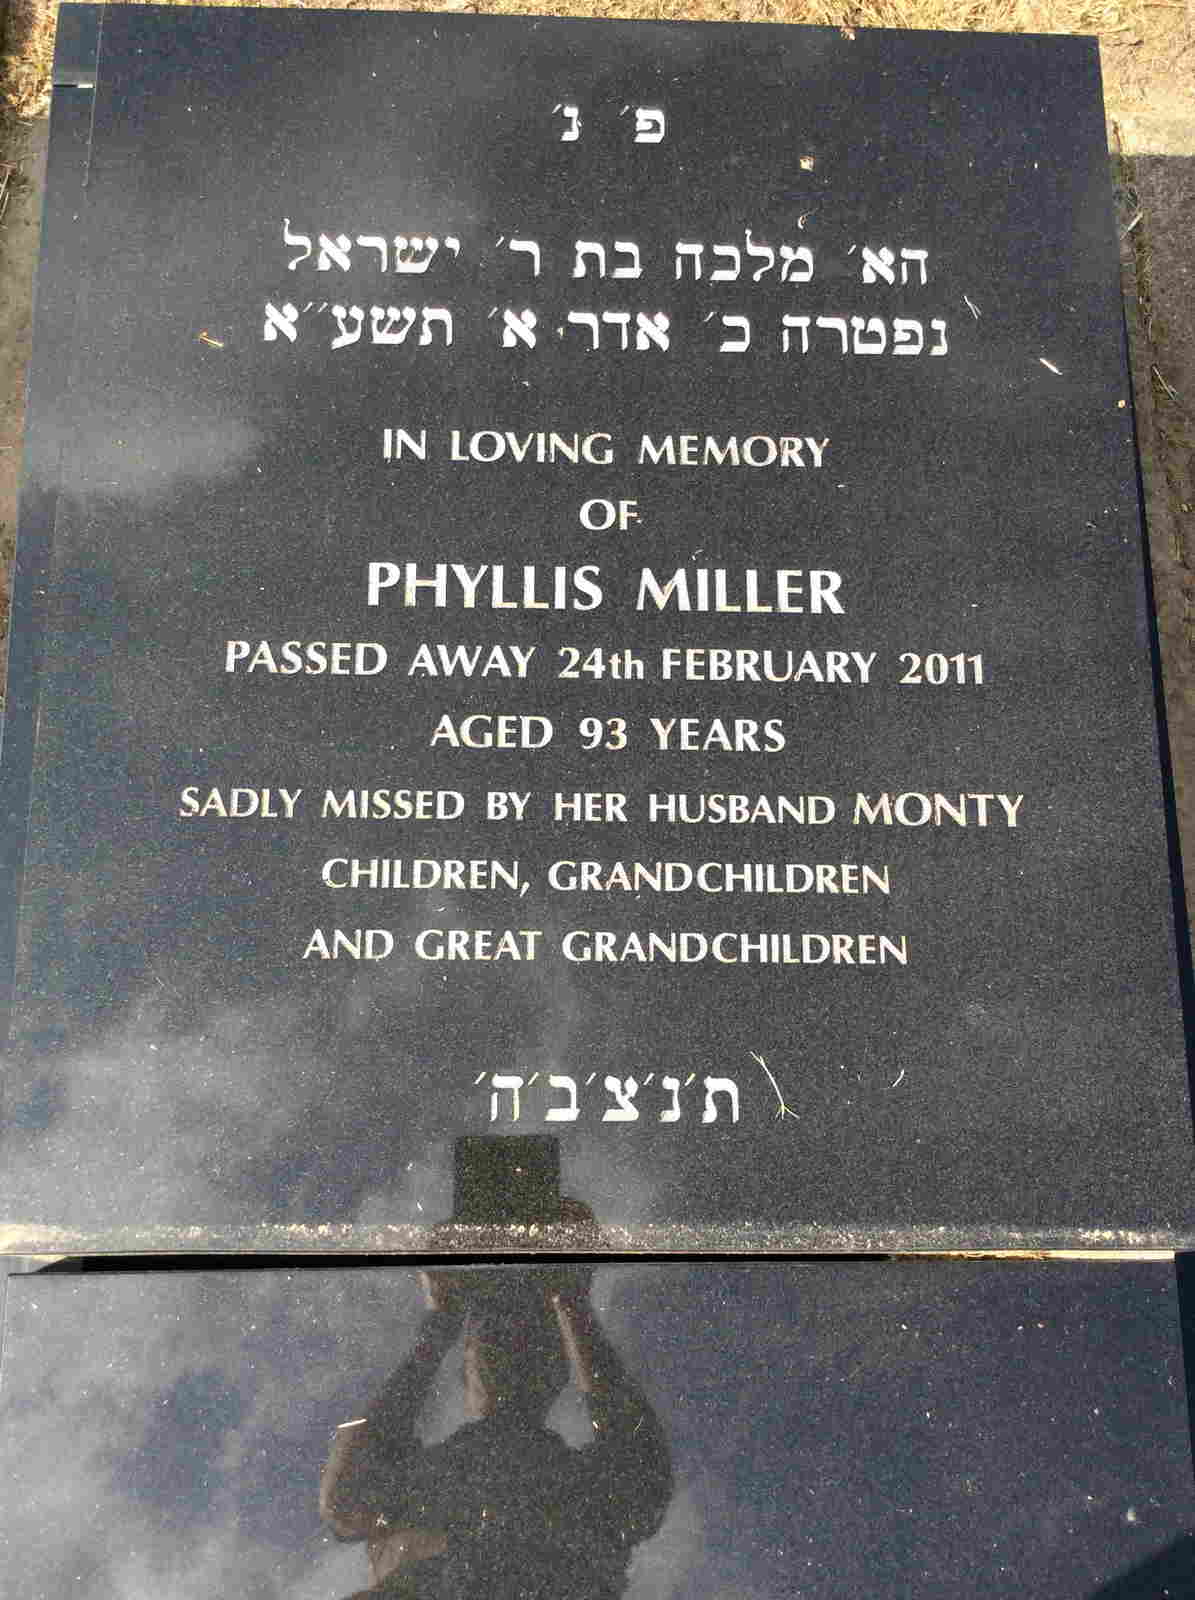 פ׳ נ׳
הא׳ מלכה בת ר׳ ישראל
נפטרה כ׳ אדר א׳ תשע״א
IN LOVING MEMORY
OF
PHYLLIS MILLER
PASSED AWAY 24th FEBRUARY 2011
AGED 93 YEARS
SADLY MISSED BY HER HUSBAND MONTY
CHILDREN, GRANDCHILDREN
AND GREAT GRANDCHILDREN
ת׳נ׳צ׳ב׳ה׳